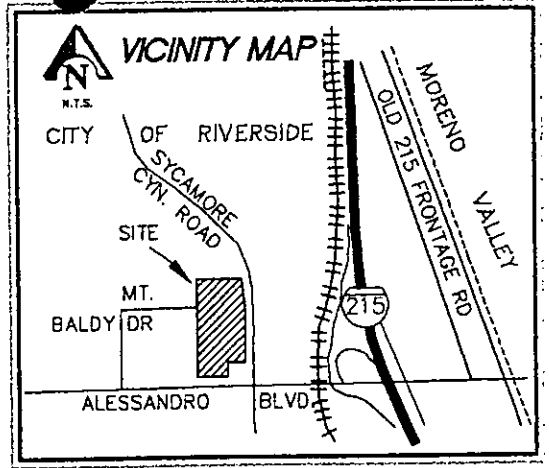 VICINITY MAP
N
N.T.S.
CITY OF RIVERSIDE
SYCAMORE
CYN. ROAD
SITE
MT.
BALDY DR
ALESSANDRO BLVD.
215
OLD 215 FRONTAGE RD
MORENO
VALLEY